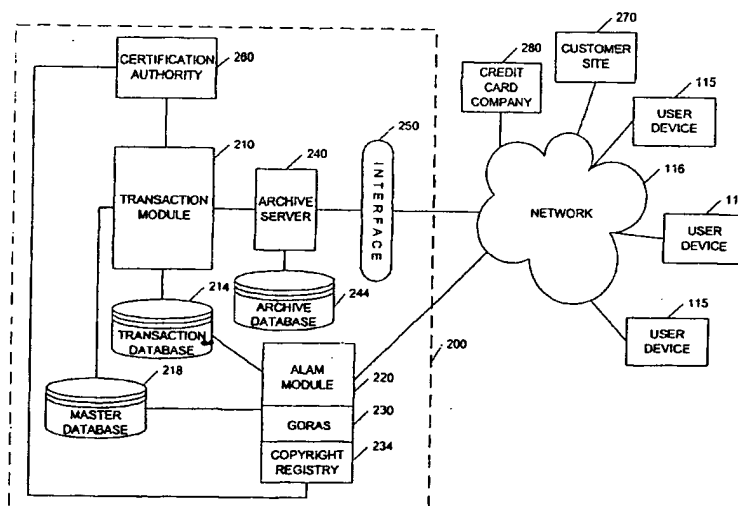 CERTIFICATION
AUTHORITY
260
280
CREDIT
CARD
COMPANY
270
CUSTOMER
SITE
115
USER
DEVICE
210
TRANSACTION
MODULE
240
ARCHIVE
SERVER
250
INTERFACE
116
NETWORK
11
USER
DEVICE
214
TRANSACTION
DATABASE
244
ARCHIVE
DATABASE
115
USER
DEVICE
218
MASTER
DATABASE
ALAM
MODULE
220
200
GORAS
230
COPYRIGHT
REGISTRY
234